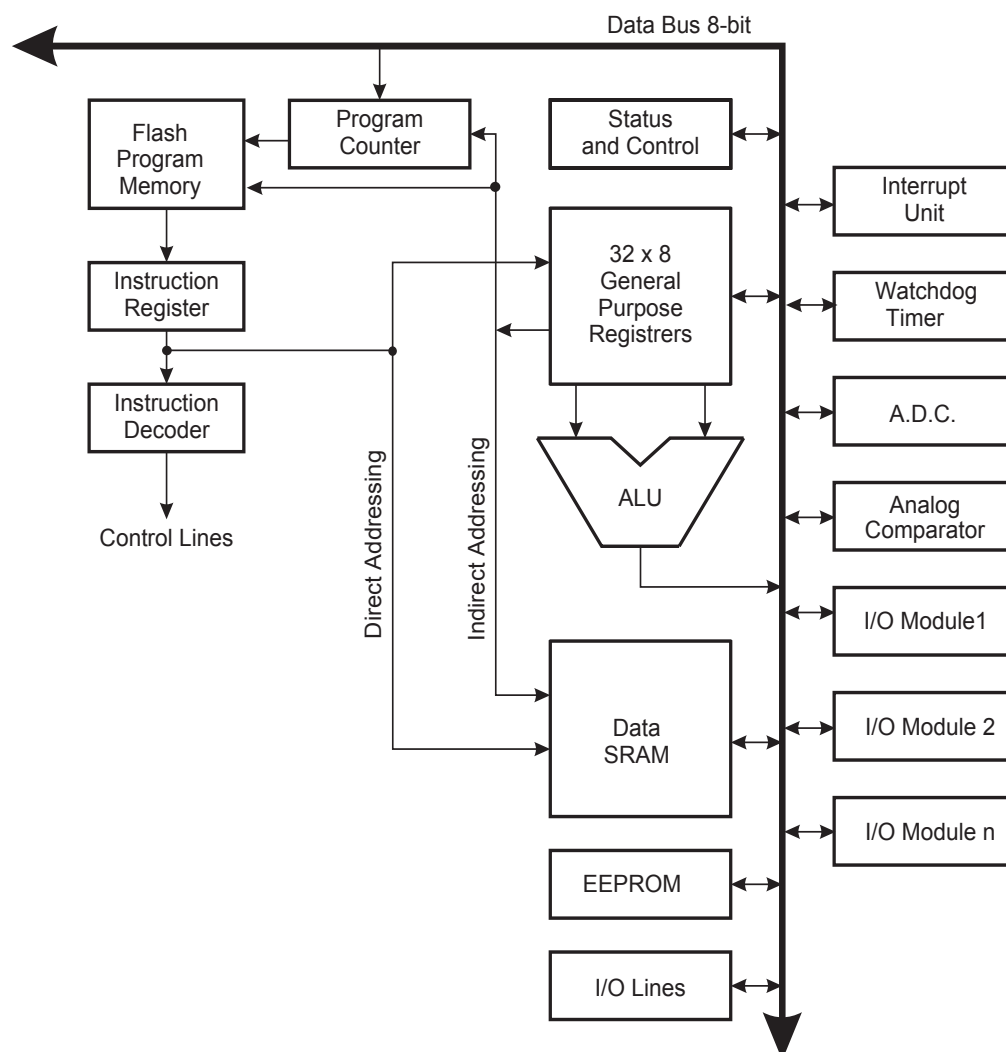 Data Bus 8-bit
Flash
Program
Memory
Program
Counter
Status
and Control
Interrupt
Unit
32 x 8
General
Purpose
Registrers
Instruction
Register
Watchdog
Timer
Instruction
Decoder
A.D.C.
Direct Addressing
Indirect Addressing
ALU
Analog
Comparator
Control Lines
I/O Module1
Data
SRAM
I/O Module 2
I/O Module n
EEPROM
I/O Lines